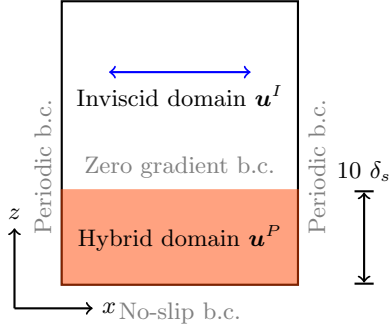 Inviscid domain u^I
Periodic b.c.
Periodic b.c.
Zero gradient b.c.
10 δ_s
z
Hybrid domain u^P
x
No-slip b.c.